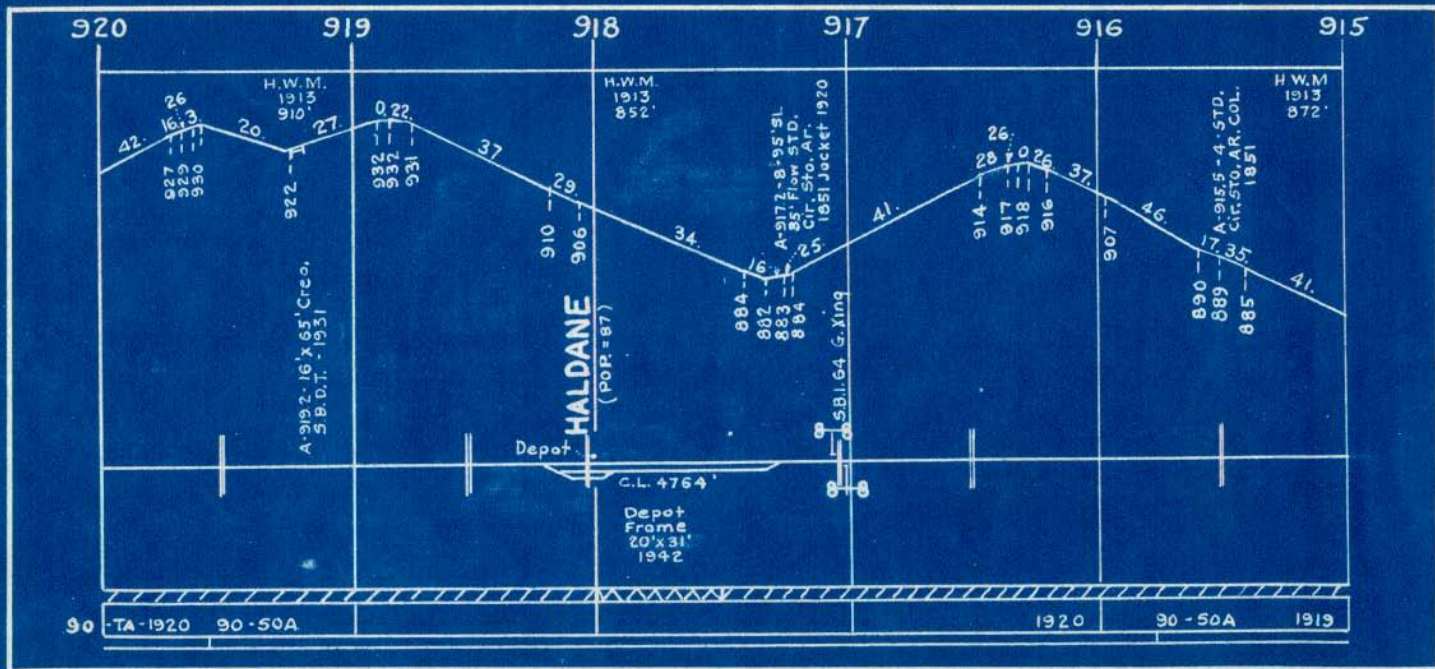 920 919 918 917 916 915
H.W.M.
1913
910'
H.W.M.
1913
852'
H W.M
1913
872'
42. 16. 26 3. 20. 27. 0. 22. 37 29. 34. 16. 25. 41. 28. 26. 0. 26. 37. 46. 17. 35. 41.
927
929
930
922
932
932
931
910
906
884
882
883
884
914
917
918
916
907
890
889
885
A-919.2-16'x 65' Creo.
S.B.D.T.-1931
HALDANE
(POP.=87)
A-917.2-8'-95'SL
85' Flow STD.
Cir. Sto. Ar.
1851 Jacket 1920
S.B.I.64 G.Xing
A-915.5-4' STD.
Cir. STO. AR. COL.
1851
Depot
C.L. 4764'
Depot
Frame
20'x31'
1942
90 -TA-1920 90-50A 1920 90-50A 1919